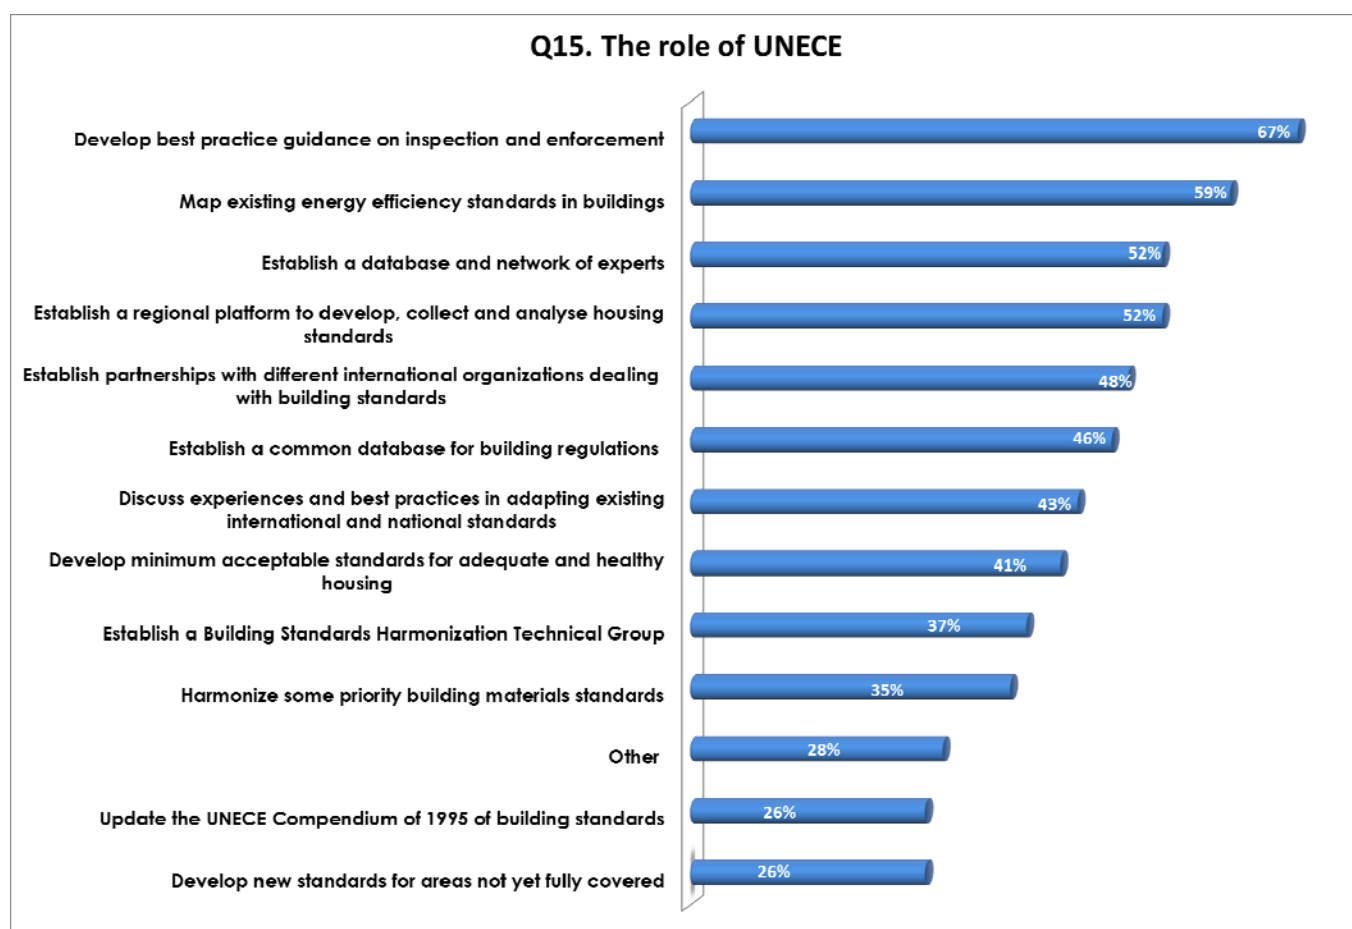 Q15. The role of UNECE
Develop best practice guidance on inspection and enforcement
67%
Map existing energy efficiency standards in buildings
59%
Establish a database and network of experts
52%
Establish a regional platform to develop, collect and analyse housing
standards
52%
Establish partnerships with different international organizations dealing
with building standards
48%
Establish a common database for building regulations
46%
Discuss experiences and best practices in adapting existing
international and national standards
43%
Develop minimum acceptable standards for adequate and healthy
housing
41%
Establish a Building Standards Harmonization Technical Group
37%
Harmonize some priority building materials standards
35%
Other
28%
Update the UNECE Compendium of 1995 of building standards
26%
Develop new standards for areas not yet fully covered
26%